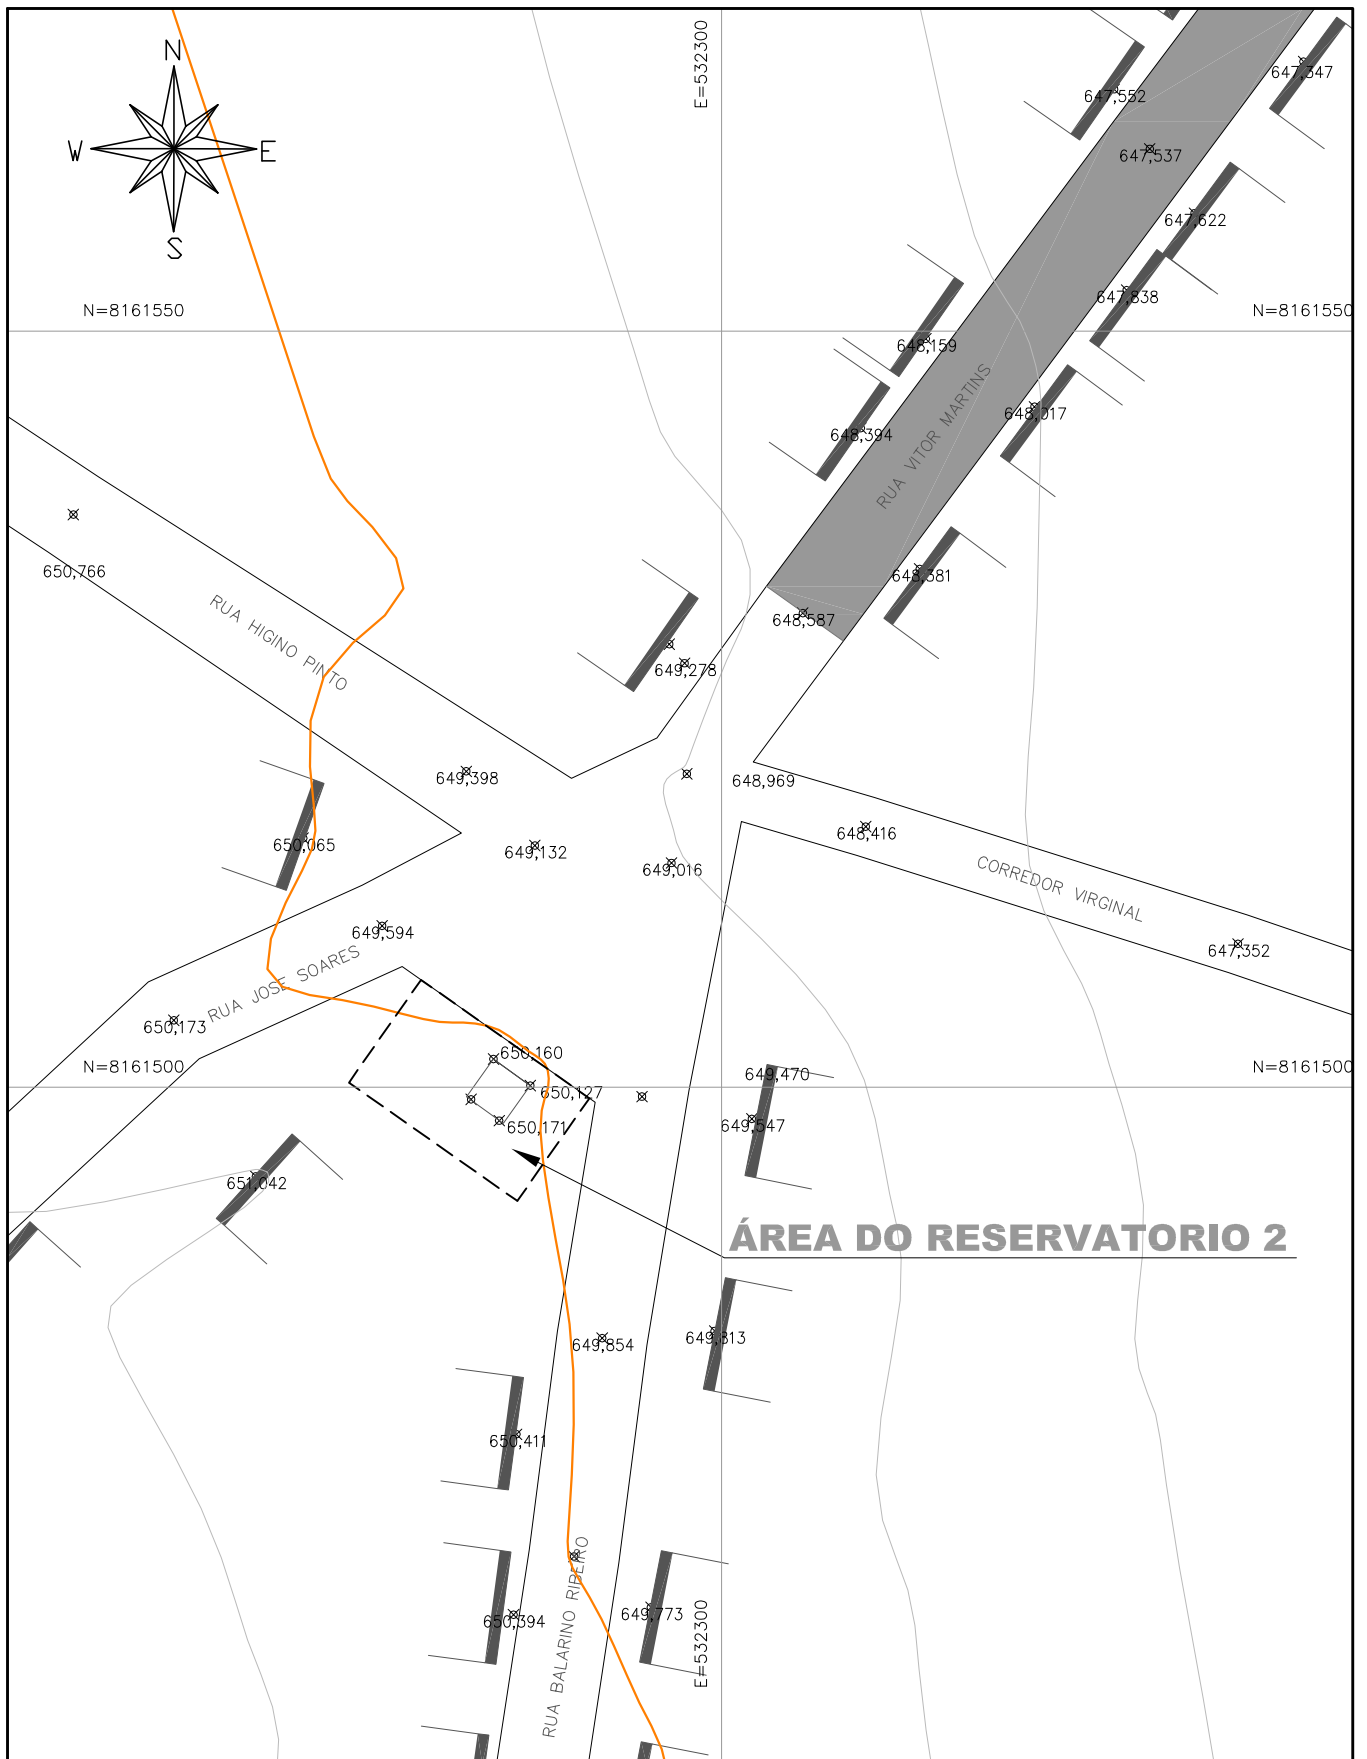 N
E=532300
647,347
647,552
W
E
647,537
S
647,622
N=8161550
647,838
N=8161550
648,159
RUA VITOR MARTINS
648,017
648,394
650,766
648,381
RUA HIGINO PINTO
648,587
649,278
649,398
648,969
650,065
649,132
649,016
648,416
CORREDOR VIRGINAL
649,594
647,352
RUA JOSE SOARES
650,173
650,160
N=8161500
649,470
N=8161500
650,127
650,171
649,547
651,042
ÁREA DO RESERVATORIO 2
649,854
649,813
650,411
RUA BALARINO RIBEIRO
650,394
649,773
E=532300